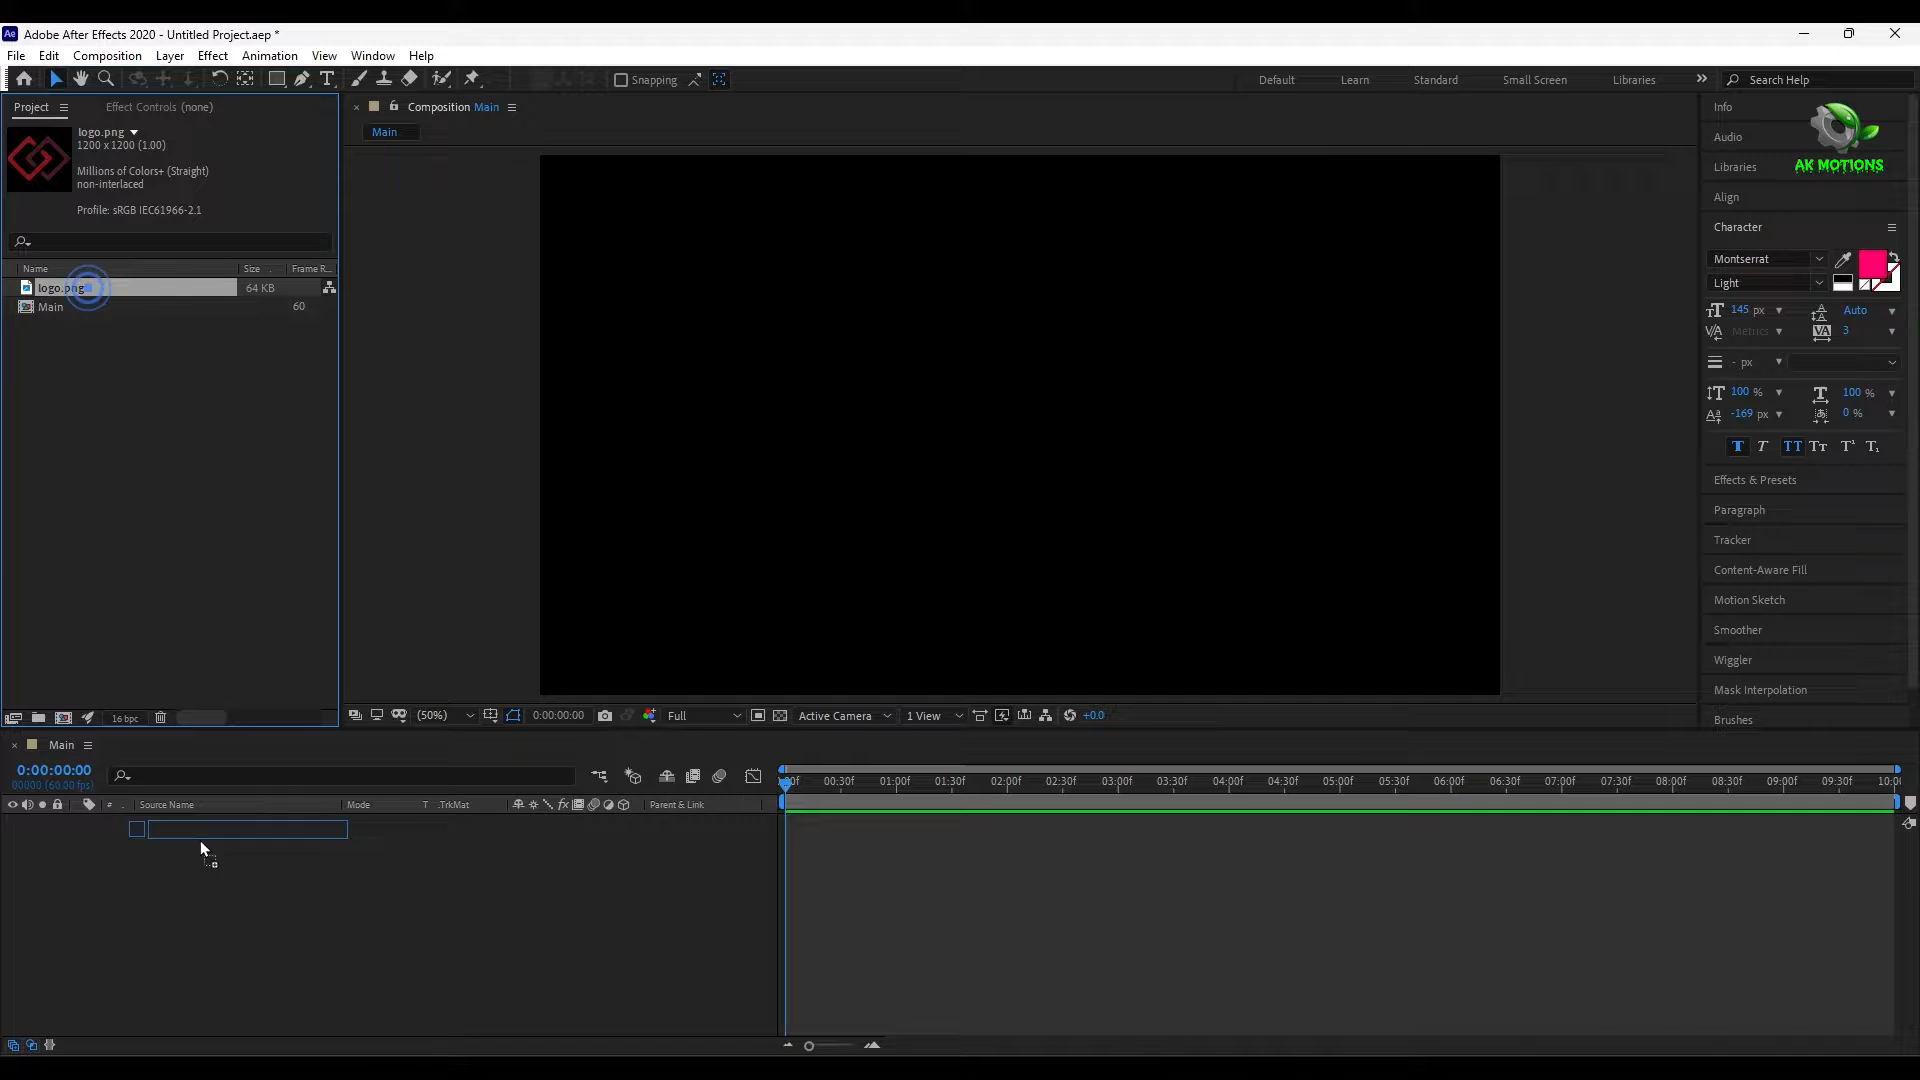 Ae Adobe After Effects 2020 - Untitled Project.aep *
File Edit Composition Layer Effect Animation View Window Help
Snapping Default Learn Standard Small Screen Libraries Search Help
Project Effect Controls (none)
logo.png
1200 x 1200 (1.00)
Millions of Colors+ (Straight)
non-interlaced
Profile: sRGB IEC61966-2.1
Name Size Frame R...
logo.png 64 KB
Main 60
16 bpc
Composition Main
Main
(50%) 0:00:00:00 Full Active Camera 1 View +0.0
Info
Audio
Libraries
Align
AK MOTIONS
Character
Montserrat
Light
145 px Auto
Metrics 3
- px
100 % 100 %
-169 px 0 %
Effects & Presets
Paragraph
Tracker
Content-Aware Fill
Motion Sketch
Smoother
Wiggler
Mask Interpolation
Brushes
Main
0:00:00:00
00000 (60.00 fps)
# Source Name Mode T .TrkMat Parent & Link
00:30f 01:00f 01:30f 02:00f 02:30f 03:00f 03:30f 04:00f 04:30f 05:00f 05:30f 06:00f 06:30f 07:00f 07:30f 08:00f 08:30f 09:00f 09:30f